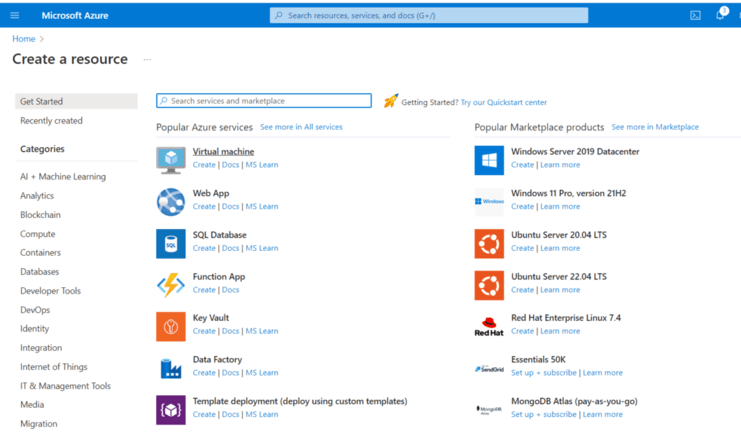 Microsoft Azure
Search resources, services, and docs (G+/)
3
Home >
Create a resource ...
Get Started
Recently created
Categories
AI + Machine Learning
Analytics
Blockchain
Compute
Containers
Databases
Developer Tools
DevOps
Identity
Integration
Internet of Things
IT & Management Tools
Media
Migration
Search services and marketplace
Getting Started? Try our Quickstart center
Popular Azure services See more in All services
Virtual machine
Create | Docs | MS Learn
Web App
Create | Docs | MS Learn
SQL
SQL Database
Create | Docs | MS Learn
Function App
Create | Docs
Key Vault
Create | Docs | MS Learn
Data Factory
Create | Docs | MS Learn
Template deployment (deploy using custom templates)
Create | Docs | MS Learn
Popular Marketplace products See more in Marketplace
Windows Server 2019 Datacenter
Create | Learn more
Windows
Windows 11 Pro, version 21H2
Create | Learn more
Ubuntu Server 20.04 LTS
Create | Learn more
Ubuntu Server 22.04 LTS
Create | Learn more
Red Hat
Red Hat Enterprise Linux 7.4
Create | Learn more
SendGrid
Essentials 50K
Set up + subscribe | Learn more
MongoDB
MongoDB Atlas (pay-as-you-go)
Set up + subscribe | Learn more